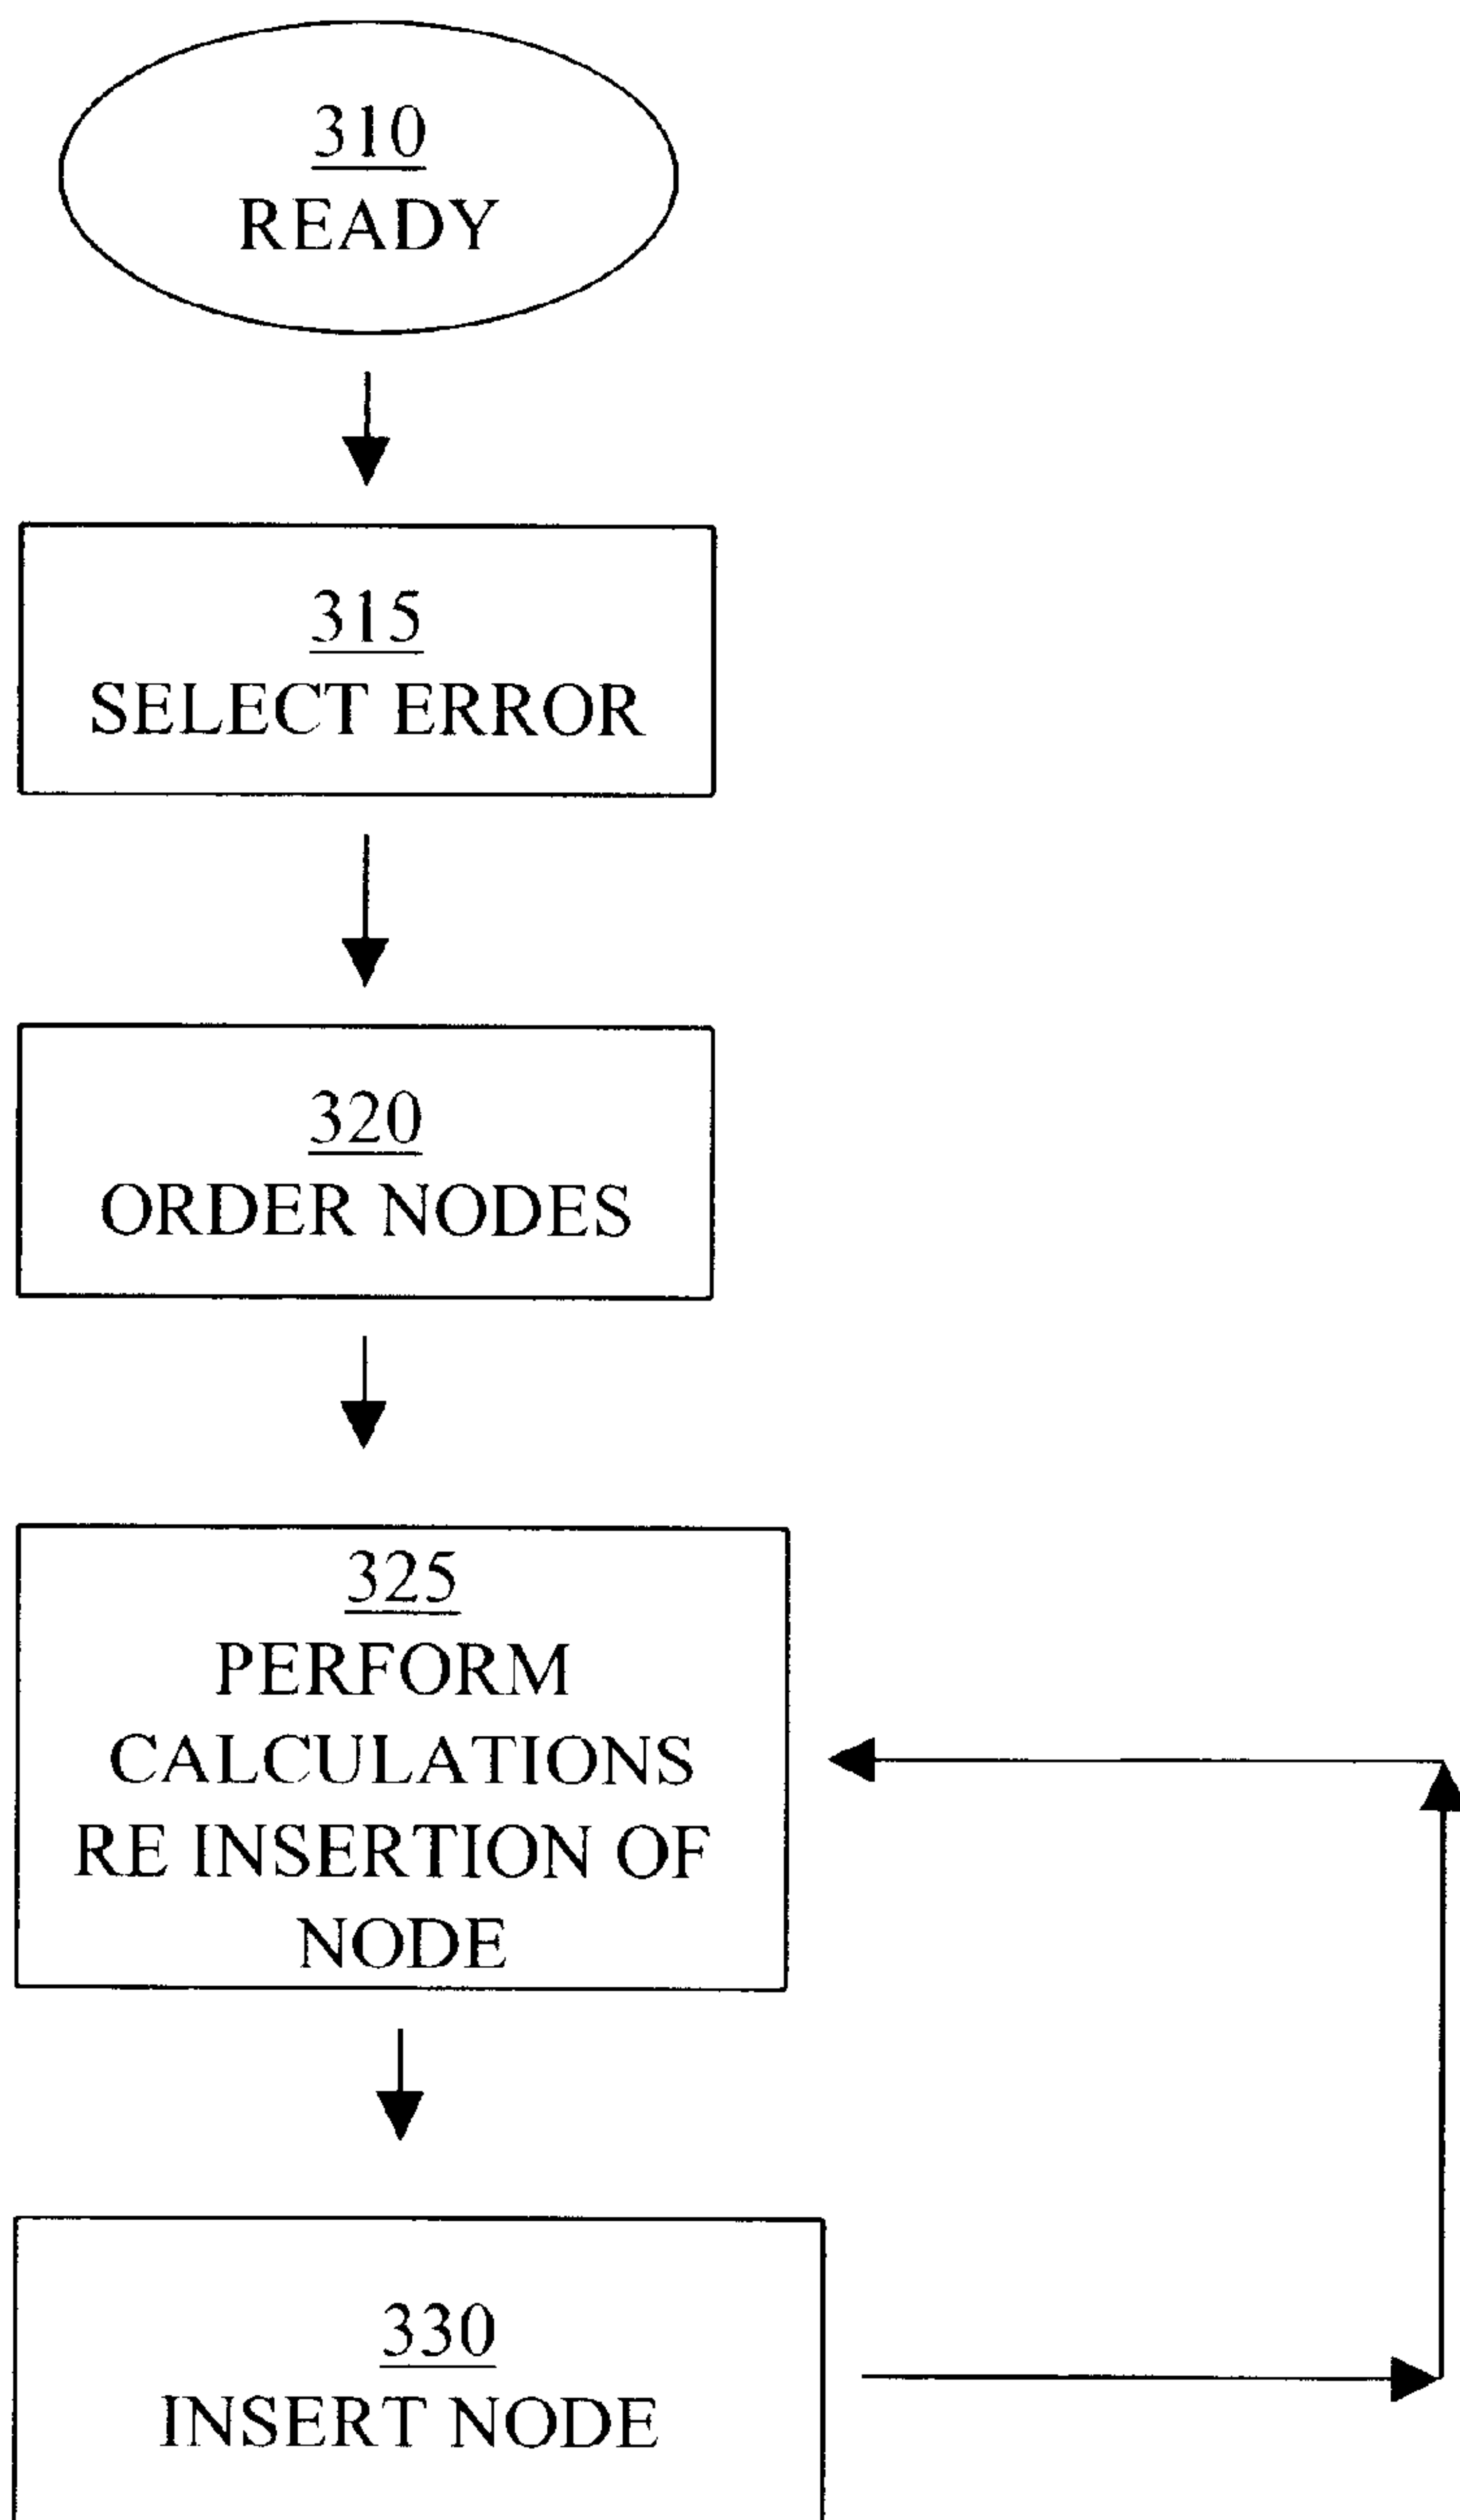 310
READY
315
SELECT ERROR
320
ORDER NODES
325
PERFORM
CALCULATIONS
RE INSERTION OF
NODE
330
INSERT NODE